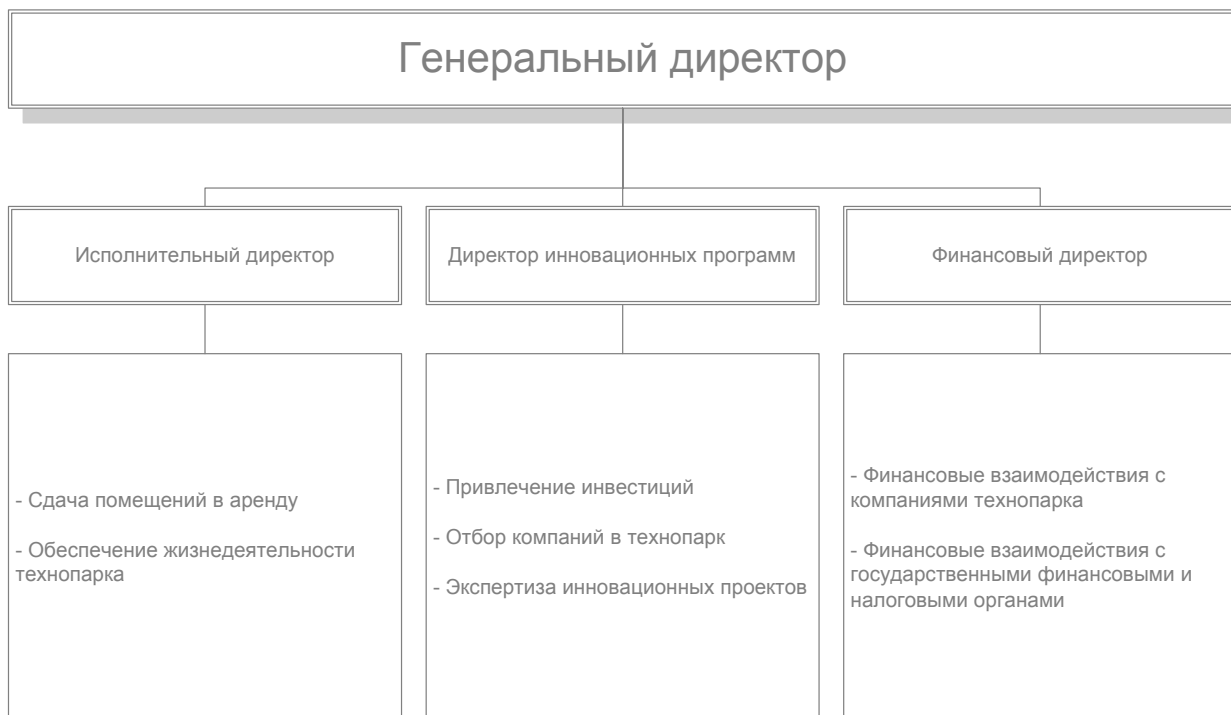 Генеральный директор
Исполнительный директор
Директор инновационных программ
Финансовый директор
- Сдача помещений в аренду
- Обеспечение жизнедеятельности
технопарка
- Привлечение инвестиций
- Отбор компаний в технопарк
- Экспертиза инновационных проектов
- Финансовые взаимодействия с
компаниями технопарка
- Финансовые взаимодействия с
государственными финансовыми и
налоговыми органами